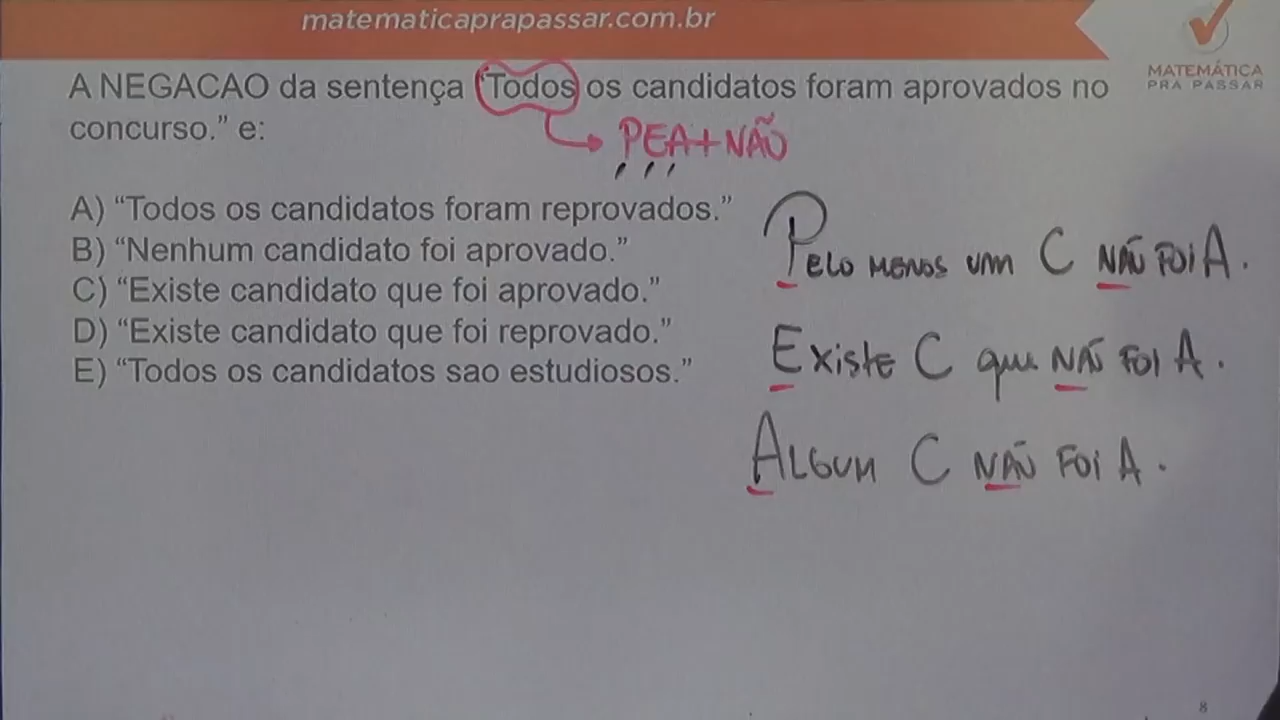 matematicaprapassar.com.br
MATEMÁTICA
PRA PASSAR
A NEGACAO da sentença “Todos os candidatos foram aprovados no
concurso.” e:
PEA+NÃO
A) “Todos os candidatos foram reprovados.”
B) “Nenhum candidato foi aprovado.”
C) “Existe candidato que foi aprovado.”
D) “Existe candidato que foi reprovado.”
E) “Todos os candidatos sao estudiosos.”
PELO MENOS UM C NÃO FOI A.
EXISTE C que NÃO FOI A.
ALGUM C NÃO FOI A.
8